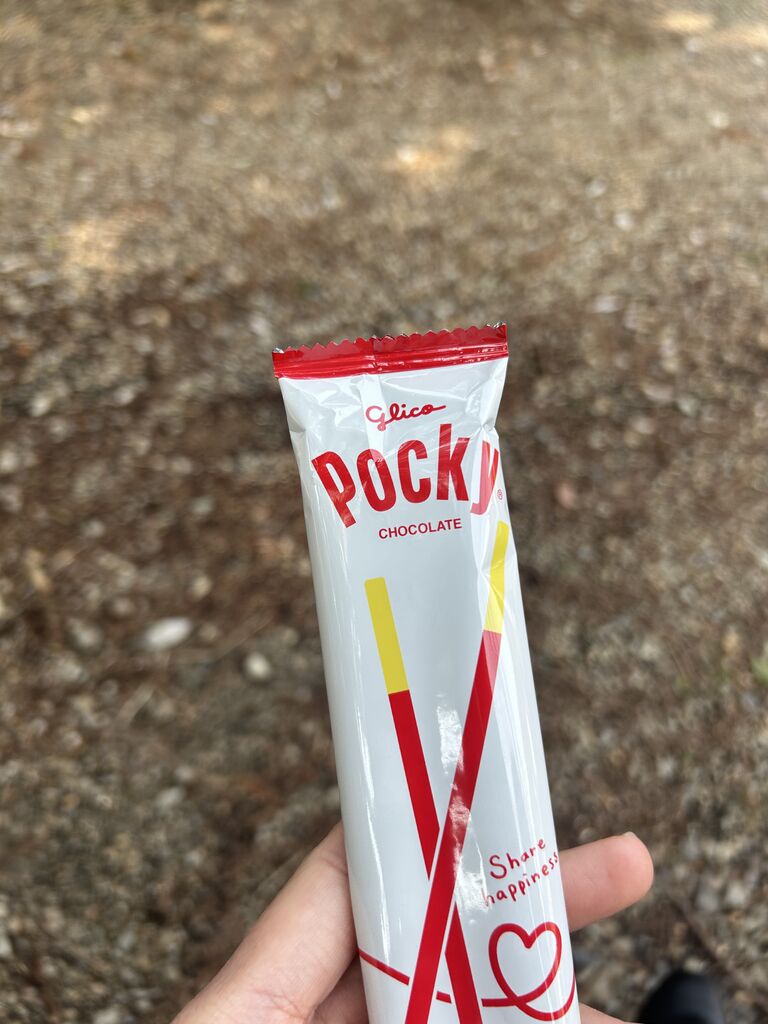 Glico
Pocky®
CHOCOLATE
Share
happiness